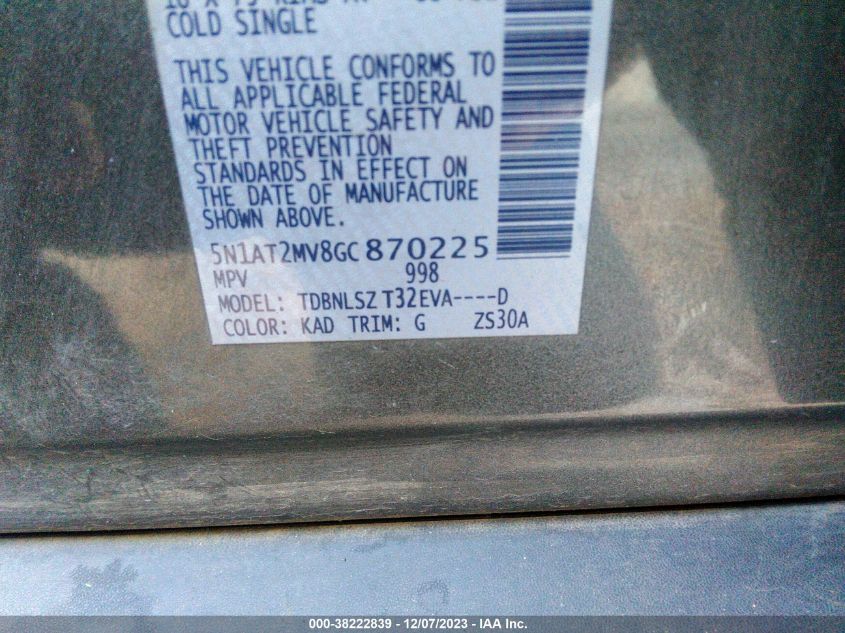 COLD SINGLE
THIS VEHICLE CONFORMS TO
ALL APPLICABLE FEDERAL
MOTOR VEHICLE SAFETY AND
THEFT PREVENTION
STANDARDS IN EFFECT ON
THE DATE OF MANUFACTURE
SHOWN ABOVE.
5N1AT2MV8GC870225
MPV 998
MODEL: TDBNLSZ T32EVA----D
COLOR: KAD TRIM: G ZS30A
000-38222839 - 12/07/2023 - IAA Inc.